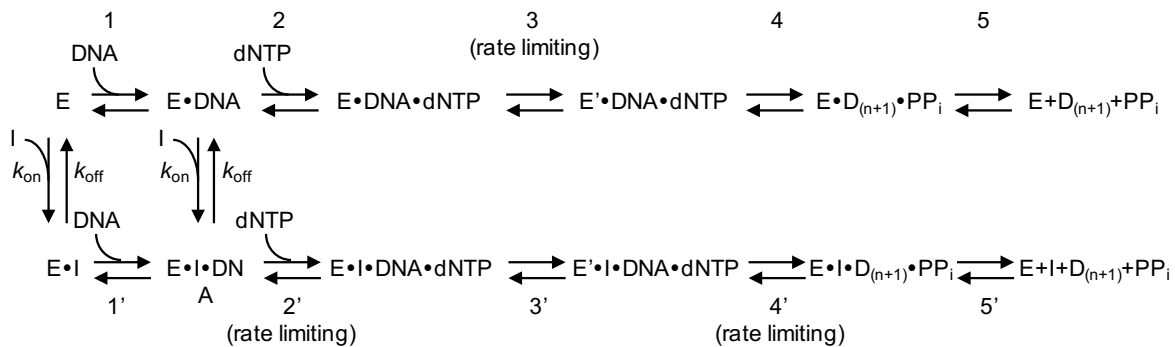 1 2 3 4 5
(rate limiting)
DNA dNTP
E E•DNA E•DNA•dNTP E’•DNA•dNTP E•D(n+1)•PPi E+D(n+1)+PPi
I I
kon koff kon koff
DNA dNTP
E•I E•I•DN E•I•DNA•dNTP E’•I•DNA•dNTP E•I•D(n+1)•PPi E+I+D(n+1)+PPi
A
1’ 2’ 3’ 4’ 5’
(rate limiting) (rate limiting)